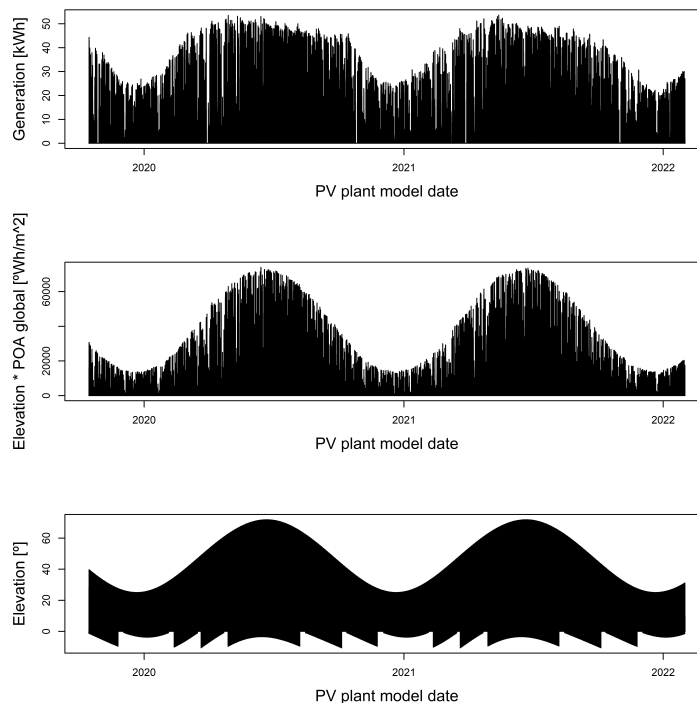 Generation [kWh]
50
40
30
20
10
0
2020 2021 2022
PV plant model date
Elevation * POA global [ºWh/m^2]
60000
20000
0
2020 2021 2022
PV plant model date
Elevation [º]
60
40
20
0
2020 2021 2022
PV plant model date